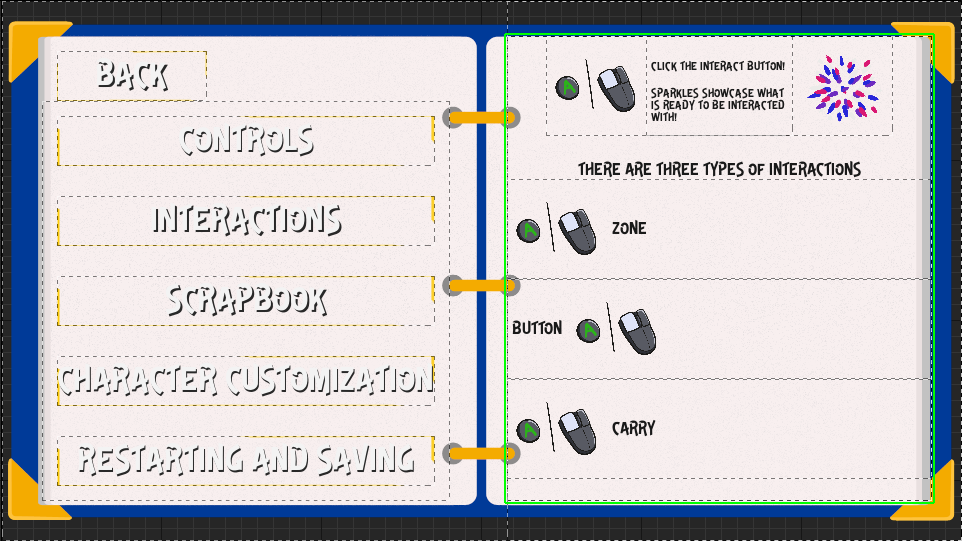 BACK
CONTROLS
INTERACTIONS
SCRAPBOOK
CHARACTER CUSTOMIZATION
RESTARTING AND SAVING
A
CLICK THE INTERACT BUTTON!
SPARKLES SHOWCASE WHAT
IS READY TO BE INTERACTED
WITH!
THERE ARE THREE TYPES OF INTERACTIONS
A ZONE
BUTTON A
A CARRY